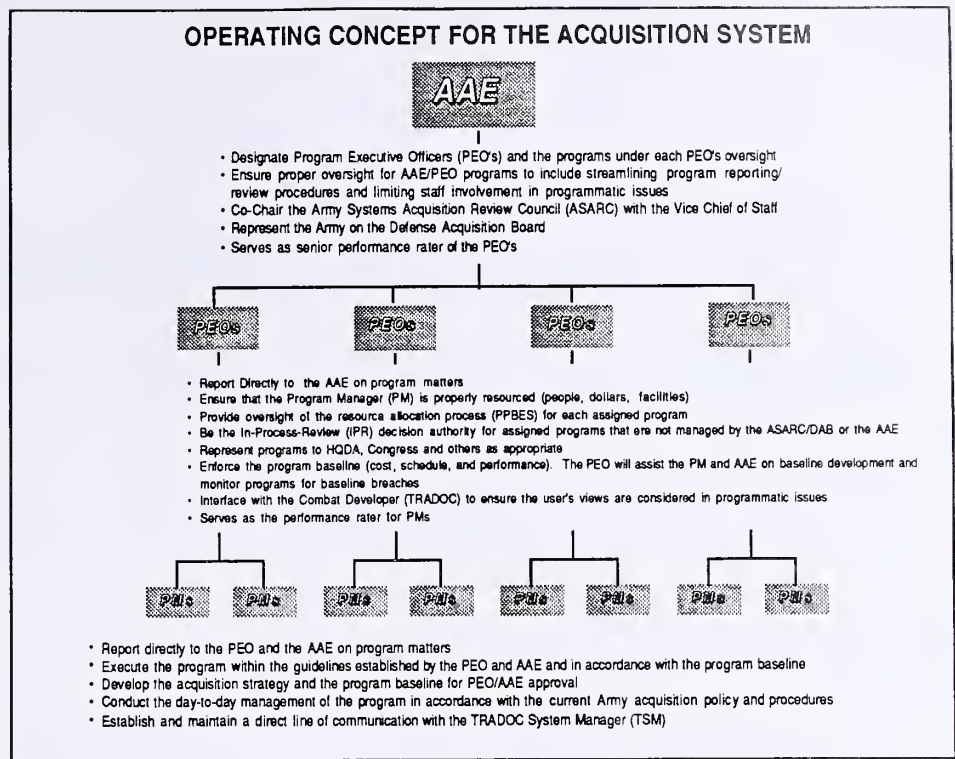 OPERATING CONCEPT FOR THE ACQUISITION SYSTEM
AAE
• Designate Program Executive Officers (PEO's) and the programs under each PEO's oversight
• Ensure proper oversight for AAE/PEO programs to include streamlining program reporting/
review procedures and limiting staff involvement in programmatic issues
• Co-Chair the Army Systems Acquisition Review Council (ASARC) with the Vice Chief of Staff
• Represent the Army on the Defense Acquisition Board
• Serves as senior performance rater of the PEO's
PEOs PEOs PEOs PEOs
• Report Directly to the AAE on program matters
• Ensure that the Program Manager (PM) is properly resourced (people, dollars, facilities)
• Provide oversight of the resource allocation process (PPBES) for each assigned program
• Be the In-Process-Review (IPR) decision authority for assigned programs that are not managed by the ASARC/DAB or the AAE
• Represent programs to HQDA, Congress and others as appropriate
• Enforce the program baseline (cost, schedule, and performance). The PEO will assist the PM and AAE on baseline development and
monitor programs for baseline breaches
• Interface with the Combat Developer (TRADOC) to ensure the user's views are considered in programmatic issues
• Serves as the performance rater for PMs
PMs PMs PMs PMs PMs PMs PMs PMs
• Report directly to the PEO and the AAE on program matters
• Execute the program within the guidelines established by the PEO and AAE and in accordance with the program baseline
• Develop the acquisition strategy and the program baseline for PEO/AAE approval
• Conduct the day-to-day management of the program in accordance with the current Army acquisition policy and procedures
• Establish and maintain a direct line of communication with the TRADOC System Manager (TSM)